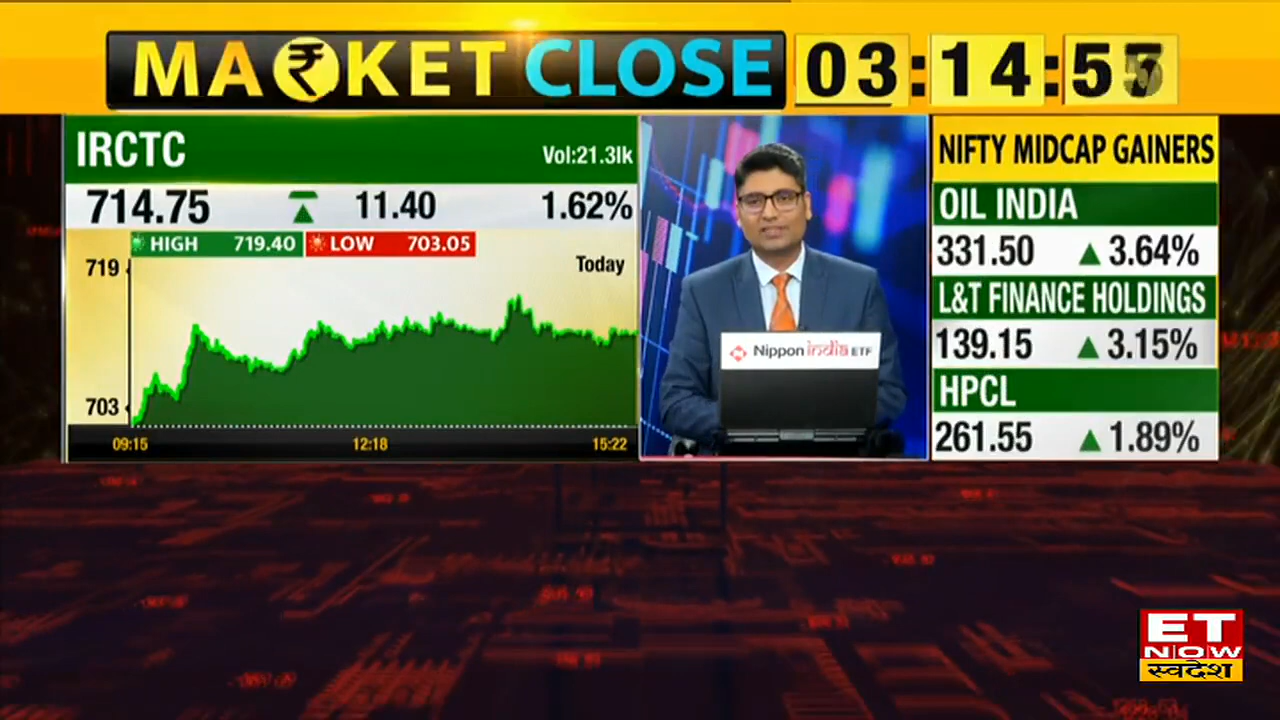 MA₹KET CLOSE
03:14:57
IRCTC
Vol:21.3lk
714.75 ▲ 11.40 1.62%
HIGH 719.40 LOW 703.05
Today
719
703
09:15 12:18 15:22
Nippon india ETF
NIFTY MIDCAP GAINERS
OIL INDIA
331.50 ▲ 3.64%
L&T FINANCE HOLDINGS
139.15 ▲ 3.15%
HPCL
261.55 ▲ 1.89%
ET
NOW
स्वदेश